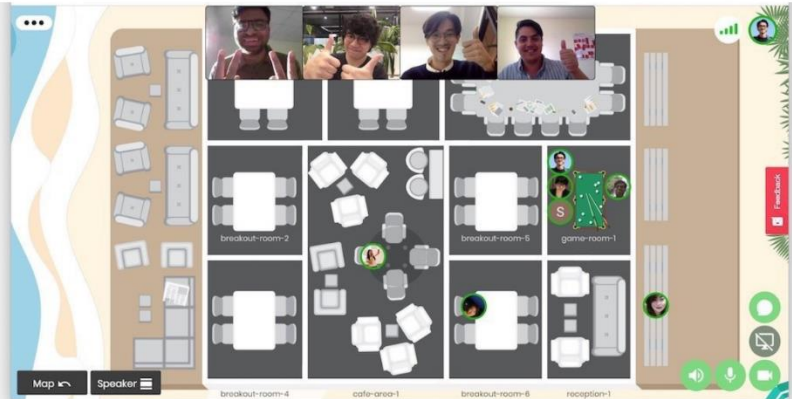 breakout-room-2
breakout-room-5
S
game-room-1
Feedback
Map
Speaker
breakout-room-4
cafe-area-1
breakout-room-6
reception-1